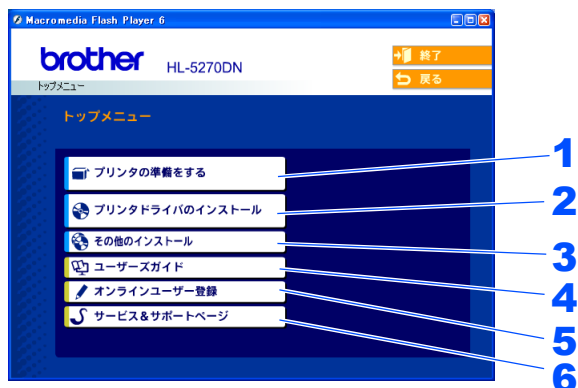 Macromedia Flash Player 6
brother HL-5270DN
終了
戻る
トップメニュー
トップメニュー
プリンタの準備をする
1
プリンタドライバのインストール
2
その他のインストール
3
ユーザーズガイド
4
オンラインユーザー登録
5
サービス&サポートページ
6